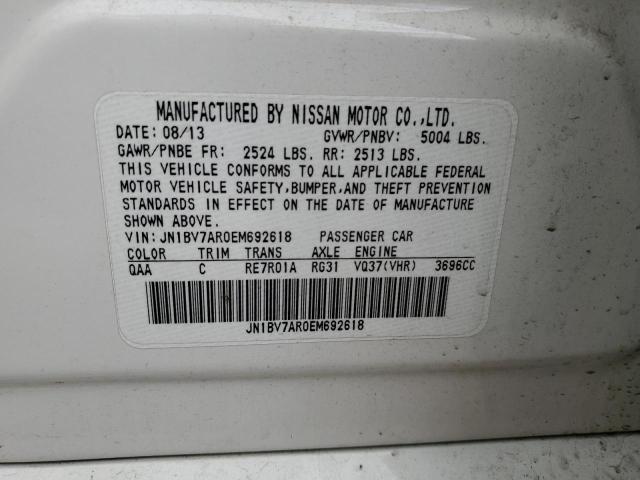 MANUFACTURED BY NISSAN MOTOR CO.,LTD.
DATE: 08/13 GVWR/PNBV: 5004 LBS.
GAWR/PNBE FR: 2524 LBS. RR: 2513 LBS.
THIS VEHICLE CONFORMS TO ALL APPLICABLE FEDERAL
MOTOR VEHICLE SAFETY,BUMPER,AND THEFT PREVENTION
STANDARDS IN EFFECT ON THE DATE OF MANUFACTURE
SHOWN ABOVE.
VIN: JN1BV7AR0EM692618 PASSENGER CAR
COLOR TRIM TRANS AXLE ENGINE
QAA C RE7R01A RG31 VQ37(VHR) 3696CC
JN1BV7AR0EM692618